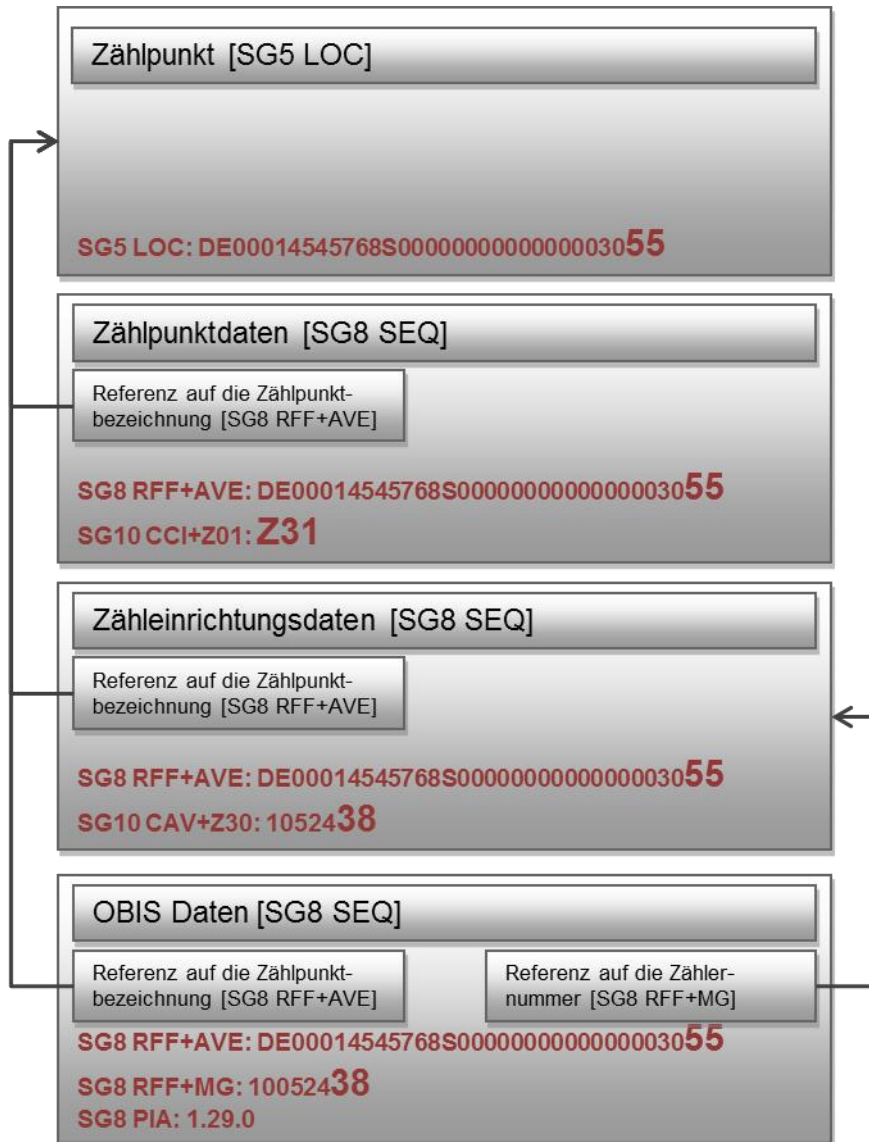 Zählpunkt [SG5 LOC]
SG5 LOC: DE00014545768S0000000000000003055
Zählpunktdaten [SG8 SEQ]
Referenz auf die Zählpunkt-
bezeichnung [SG8 RFF+AVE]
SG8 RFF+AVE: DE00014545768S0000000000000003055
SG10 CCI+Z01: Z31
Zähleinrichtungsdaten [SG8 SEQ]
Referenz auf die Zählpunkt-
bezeichnung [SG8 RFF+AVE]
SG8 RFF+AVE: DE00014545768S0000000000000003055
SG10 CAV+Z30: 1052438
OBIS Daten [SG8 SEQ]
Referenz auf die Zählpunkt-
bezeichnung [SG8 RFF+AVE]
Referenz auf die Zähler-
nummer [SG8 RFF+MG]
SG8 RFF+AVE: DE00014545768S0000000000000003055
SG8 RFF+MG: 10052438
SG8 PIA: 1.29.0